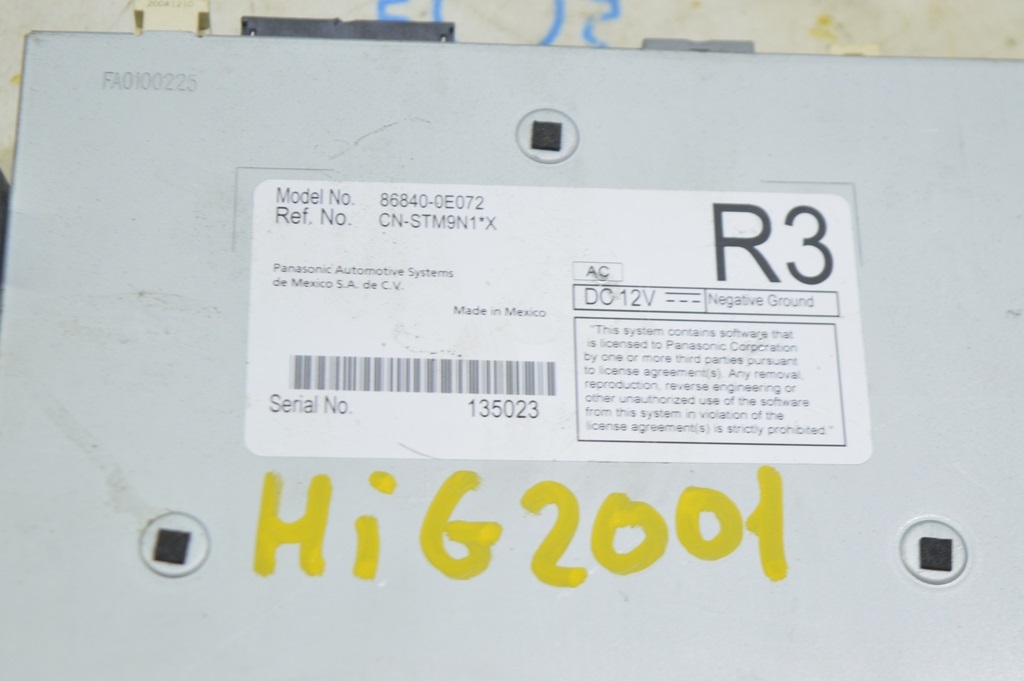 20041210
FA0100225
Model No. 86840-0E072
Ref. No. CN-STM9N1*X
R3
Panasonic Automotive Systems
de Mexico S.A. de C.V.
Made in Mexico
AC
DC 12V Negative Ground
"This system contains software that
is licensed to Panasonic Corporation
by one or more third parties pursuant
to license agreement(s). Any removal,
reproduction, reverse engineering or
other unauthorized use of the software
from this system in violation of the
license agreement(s) is strictly prohibited."
Serial No. 135023
HiG2001